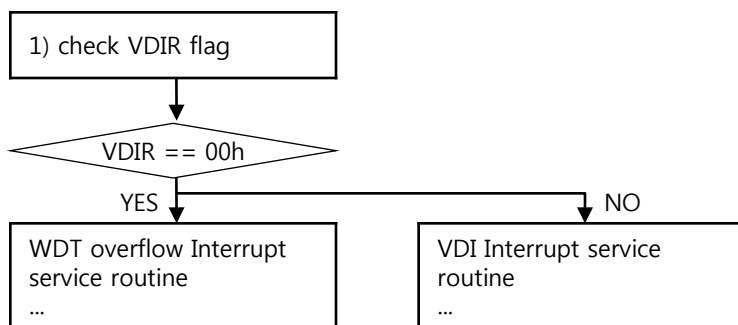 1) check VDIR flag
VDIR == 00h
YES
NO
WDT overflow Interrupt
service routine
...
VDI Interrupt service
routine
...